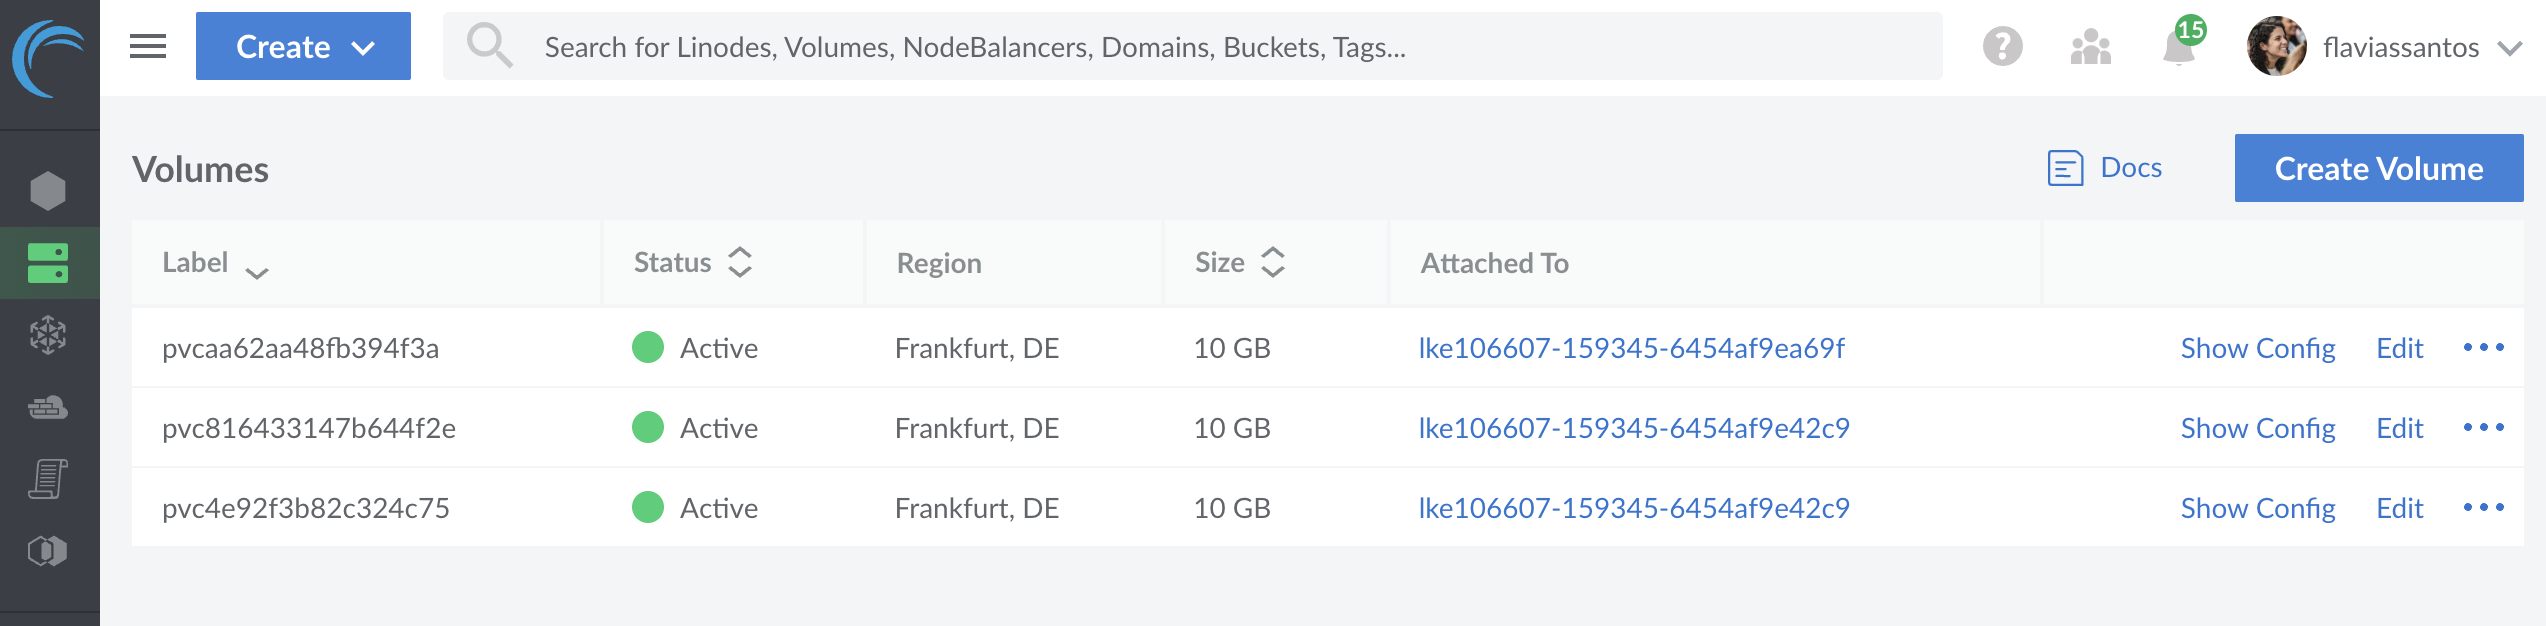 Create
Search for Linodes, Volumes, NodeBalancers, Domains, Buckets, Tags...
?
15
flaviassantos
Volumes
Docs
Create Volume
Label Status Region Size Attached To
pvcaa62aa48fb394f3a Active Frankfurt, DE 10 GB lke106607-159345-6454af9ea69f Show Config Edit ...
pvc816433147b644f2e Active Frankfurt, DE 10 GB lke106607-159345-6454af9e42c9 Show Config Edit ...
pvc4e92f3b82c324c75 Active Frankfurt, DE 10 GB lke106607-159345-6454af9e42c9 Show Config Edit ...